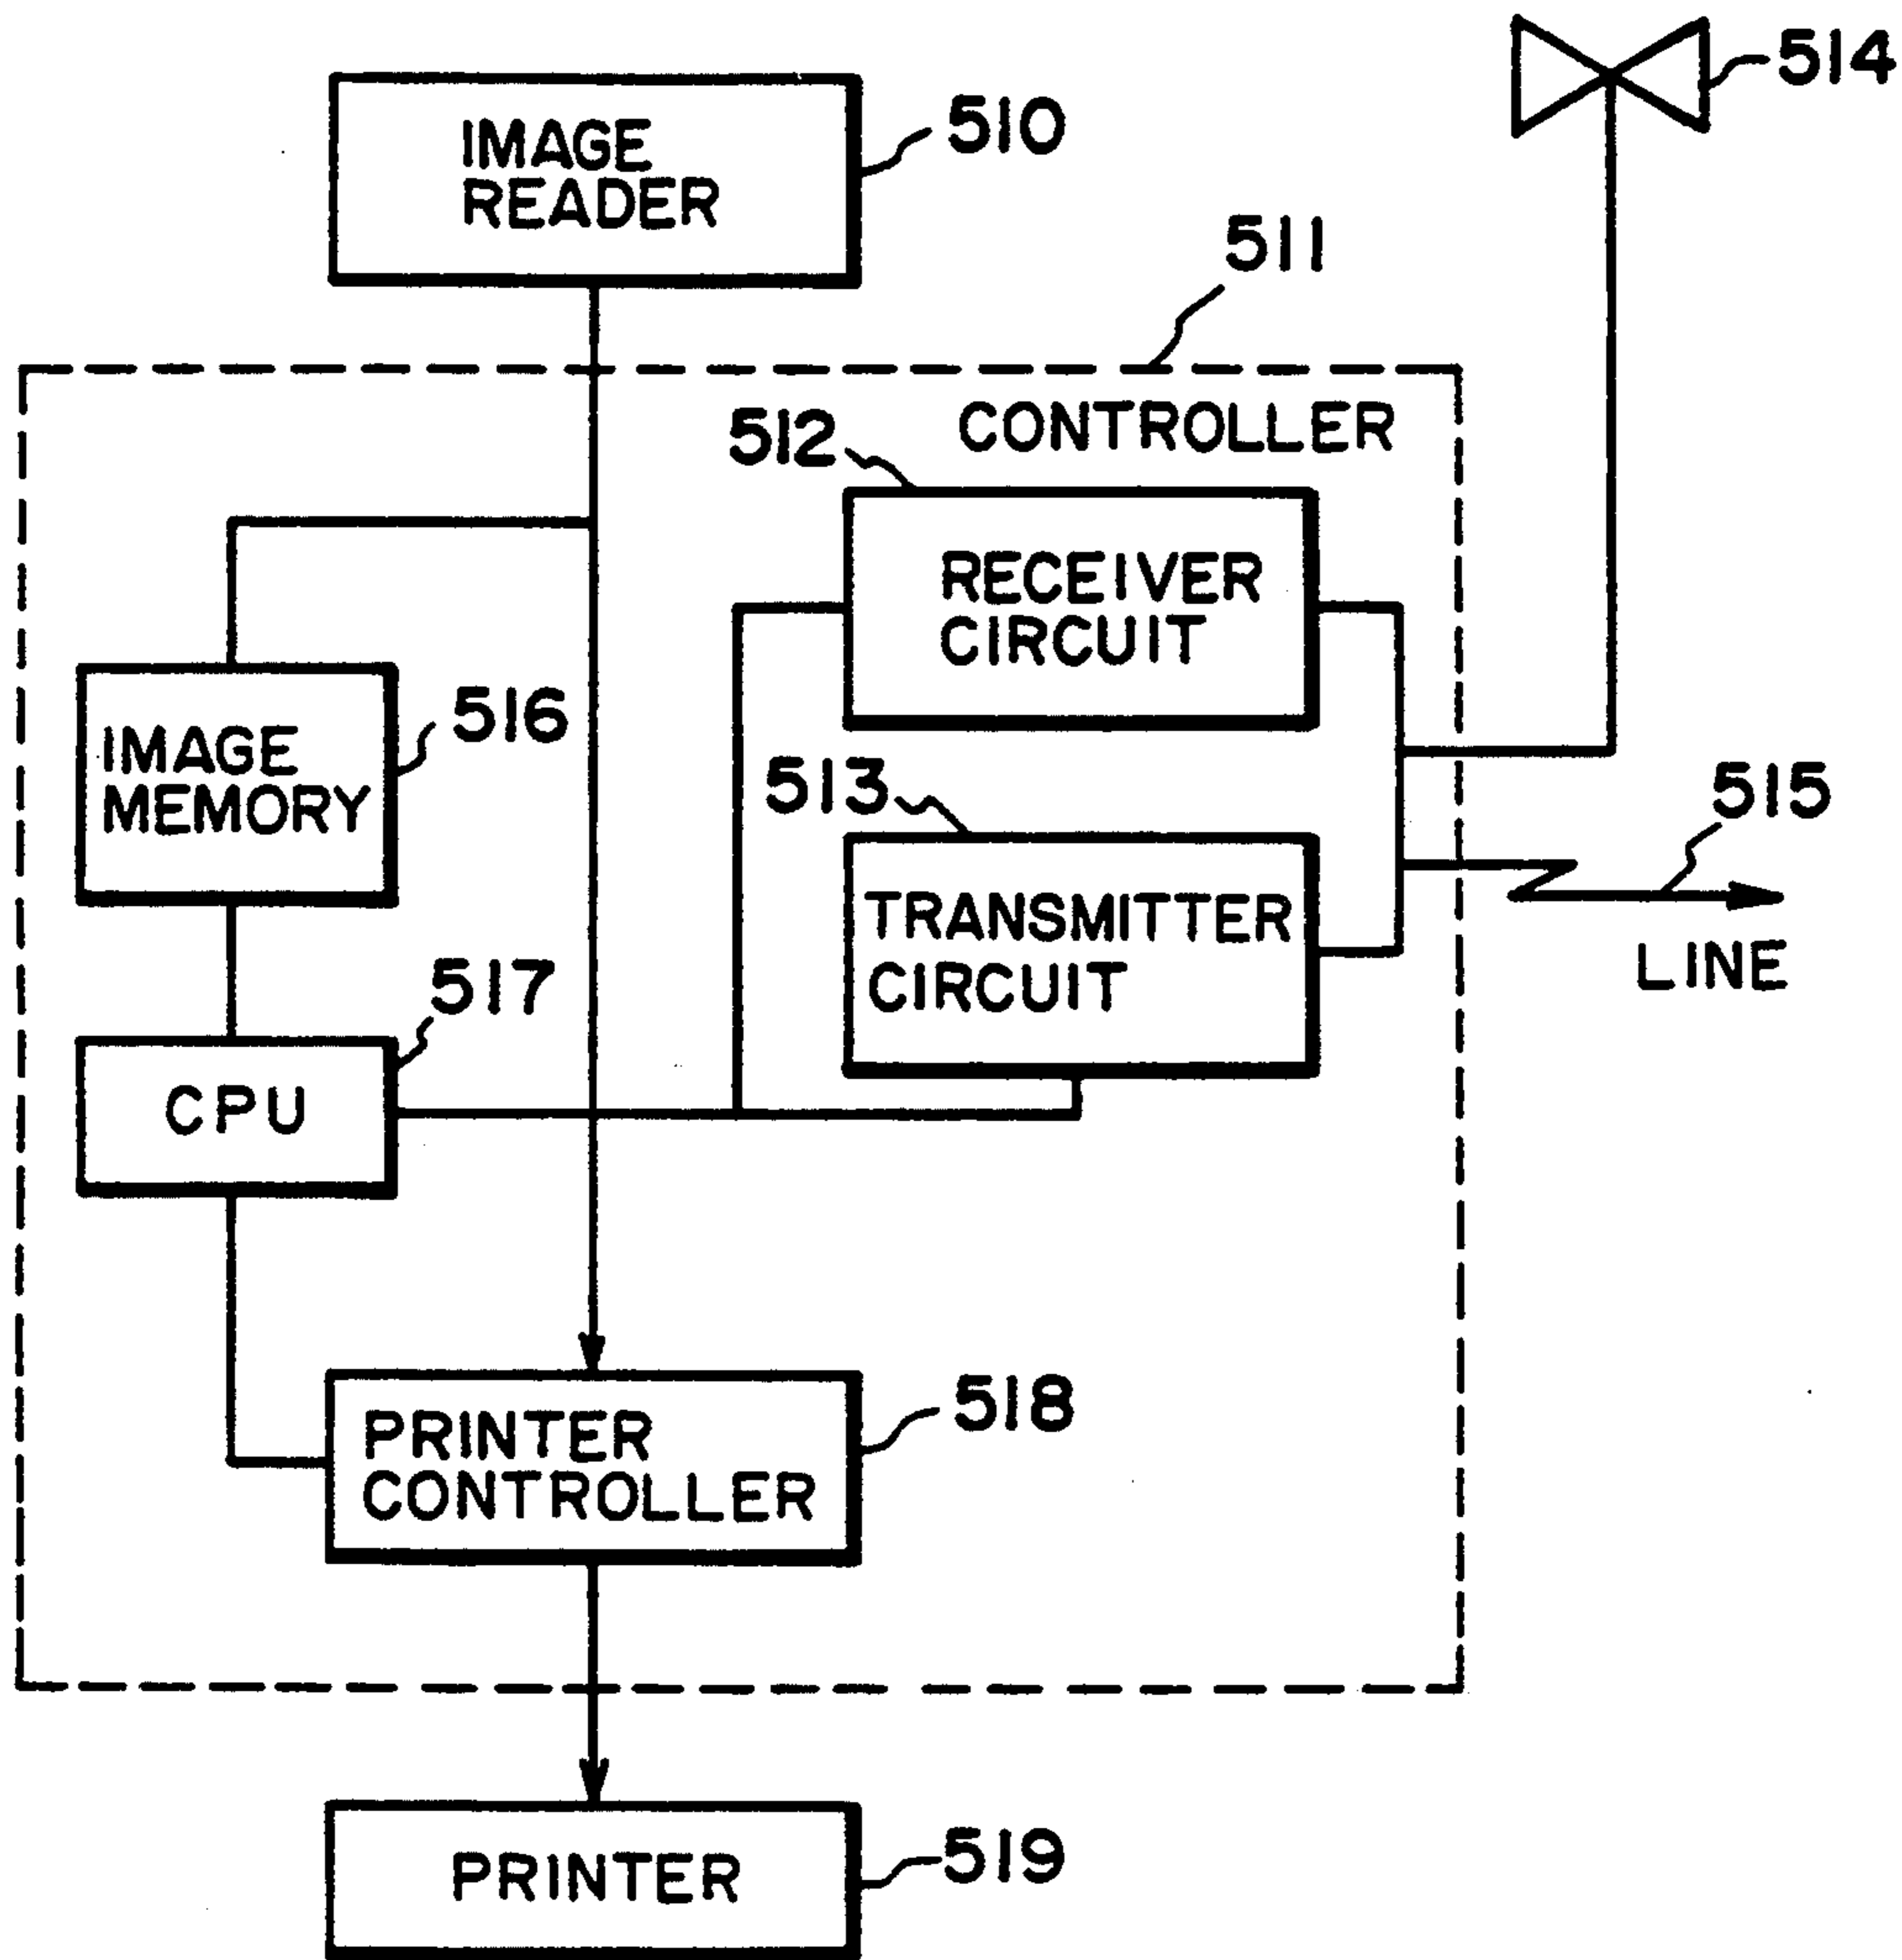 514
IMAGE
READER
510
511
CONTROLLER
512
RECEIVER
CIRCUIT
IMAGE
MEMORY
516
513
TRANSMITTER
CIRCUIT
515
LINE
517
CPU
PRINTER
CONTROLLER
518
PRINTER
519